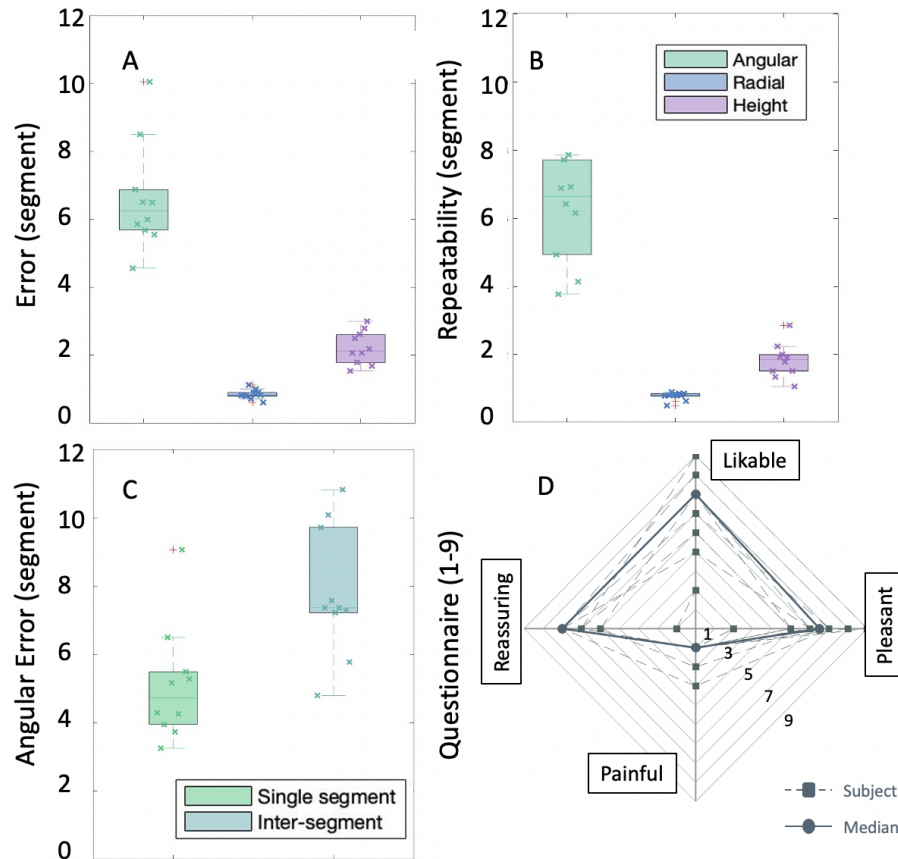 12
10
8
6
4
2
0
Error (segment)
A
12
10
8
6
4
2
0
Repeatability (segment)
B
Angular
Radial
Height
12
10
8
6
4
2
0
Angular Error (segment)
C
Single segment
Inter-segment
Questionnaire (1-9)
D
Likable
Reassuring
Pleasant
Painful
1
3
5
7
9
Subject
Median